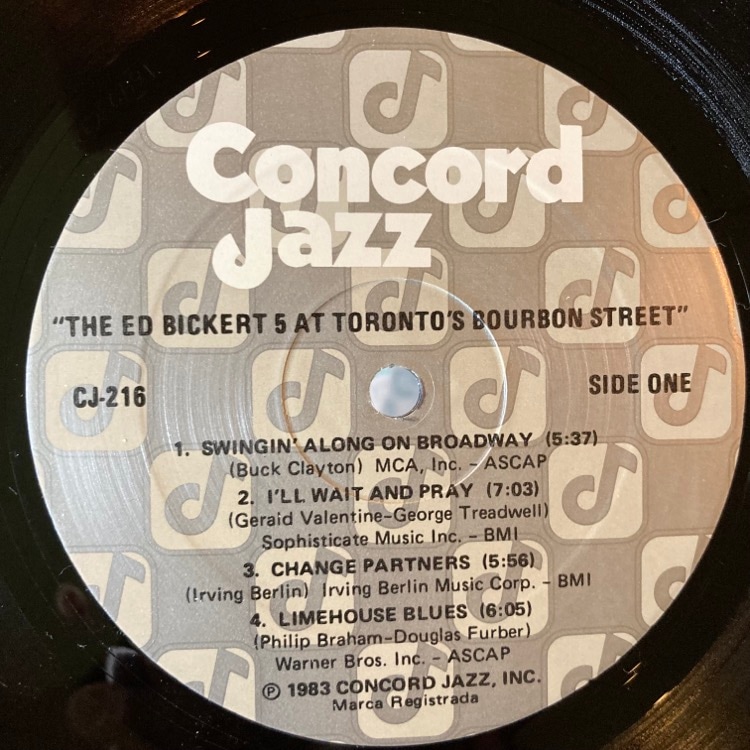 Concord
Jazz
"THE ED BICKERT 5 AT TORONTO'S BOURBON STREET"
CJ-216
SIDE ONE
1. SWINGIN' ALONG ON BROADWAY (5:37)
(Buck Clayton) MCA, Inc. - ASCAP
2. I'LL WAIT AND PRAY (7:03)
(Geraid Valentine-George Treadwell)
Sophisticate Music Inc. - BMI
3. CHANGE PARTNERS (5:56)
(Irving Berlin) Irving Berlin Music Corp. - BMI
4. LIMEHOUSE BLUES (6:05)
(Philip Braham-Douglas Furber)
Warner Bros. Inc. - ASCAP
℗ 1983 CONCORD JAZZ, INC.
Marca Registrada